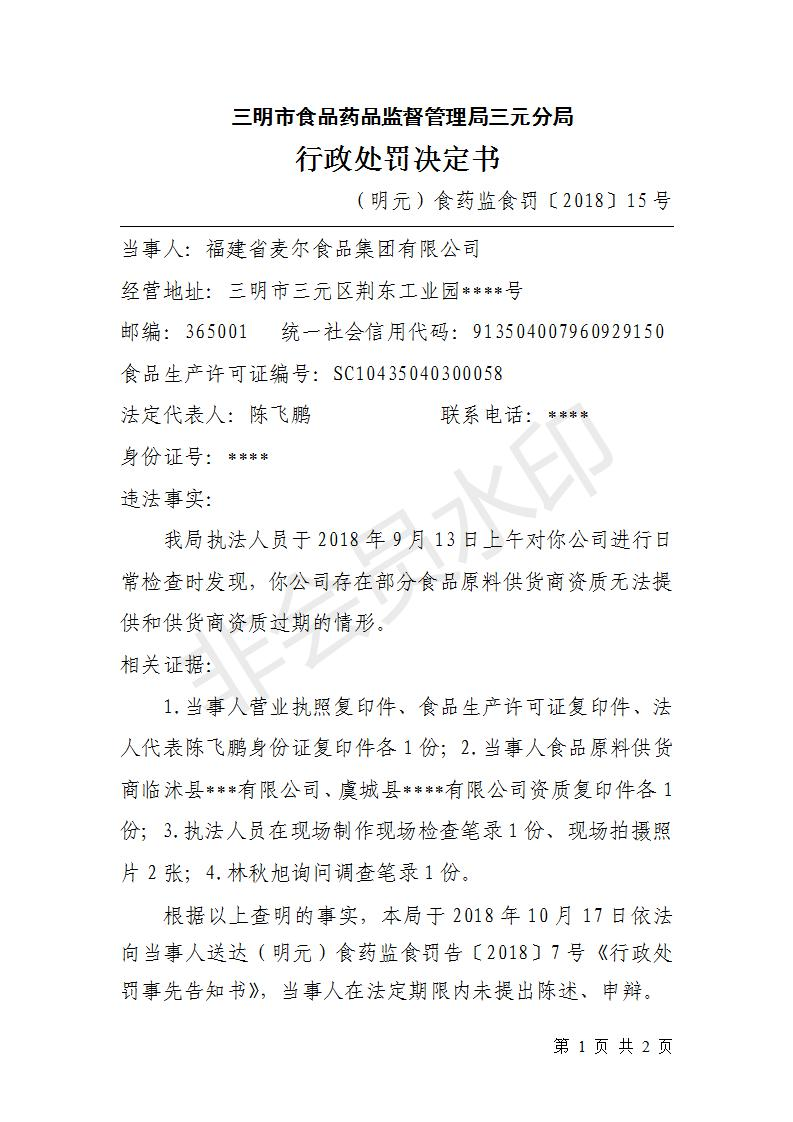 三明市食品药品监督管理局三元分局
行政处罚决定书
（明元）食药监食罚〔2018〕15号
当事人：福建省麦尔食品集团有限公司
经营地址：三明市三元区荆东工业园****号
邮编：365001 统一社会信用代码：913504007960929150
食品生产许可证编号：SC10435040300058
法定代表人：陈飞鹏 联系电话：****
身份证号：****
违法事实：
我局执法人员于2018年9月13日上午对你公司进行日
常检查时发现，你公司存在部分食品原料供货商资质无法提
供和供货商资质过期的情形。
相关证据：
1.当事人营业执照复印件、食品生产许可证复印件、法
人代表陈飞鹏身份证复印件各1份；2.当事人食品原料供货
商临沭县***有限公司、虞城县****有限公司资质复印件各1
份；3.执法人员在现场制作现场检查笔录1份、现场拍摄照
片2张；4.林秋旭询问调查笔录1份。
根据以上查明的事实，本局于2018年10月17日依法
向当事人送达（明元）食药监食罚告〔2018〕7号《行政处
罚事先告知书》，当事人在法定期限内未提出陈述、申辩。
第 1 页 共 2 页
非会员水印